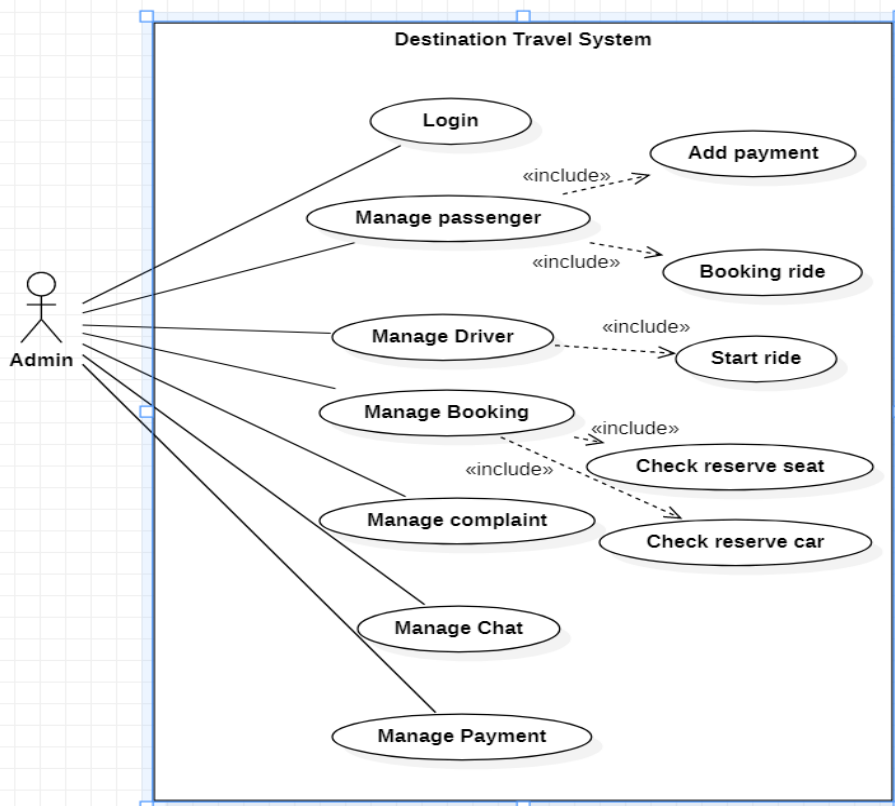 Destination Travel System
Login
Add payment
«include»
Manage passenger
«include»
Booking ride
«include»
Manage Driver
Start ride
Admin
Manage Booking
«include»
«include»
Check reserve seat
Manage complaint
Check reserve car
Manage Chat
Manage Payment